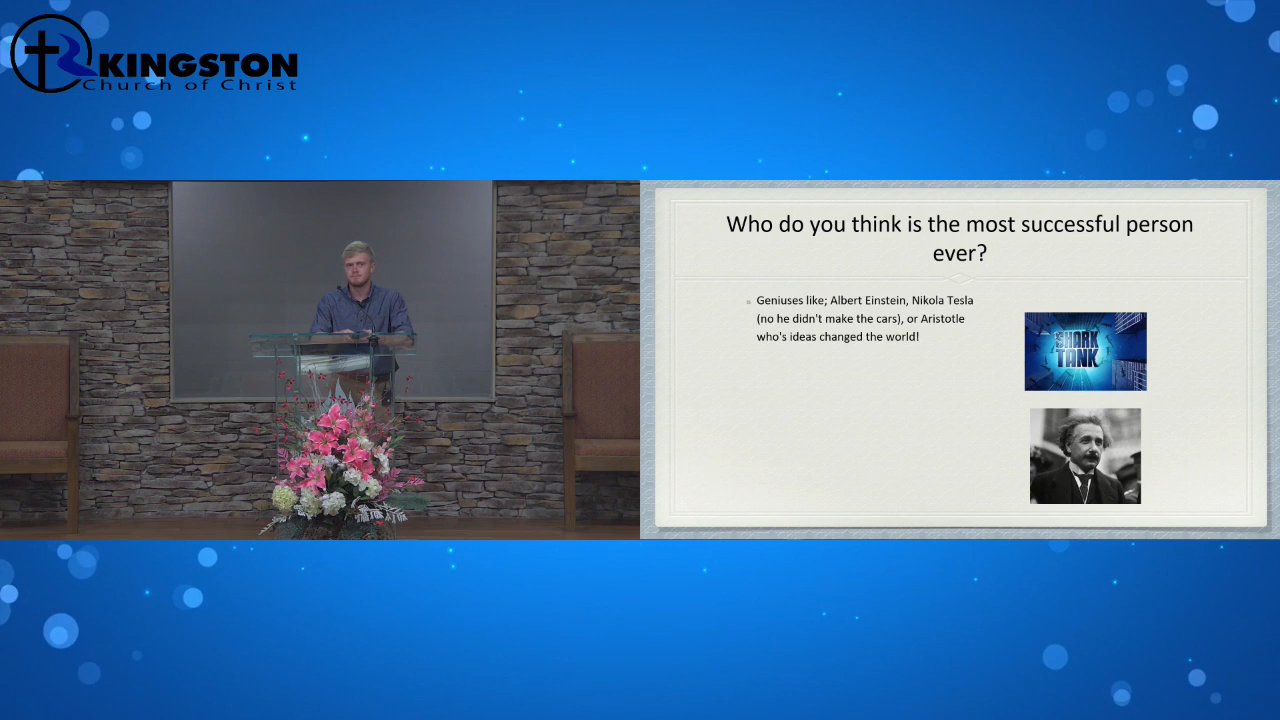 KINGSTON
Church of Christ
Who do you think is the most successful person
ever?
Geniuses like; Albert Einstein, Nikola Tesla
(no he didn't make the cars), or Aristotle
who's ideas changed the world!
SHARK
TANK